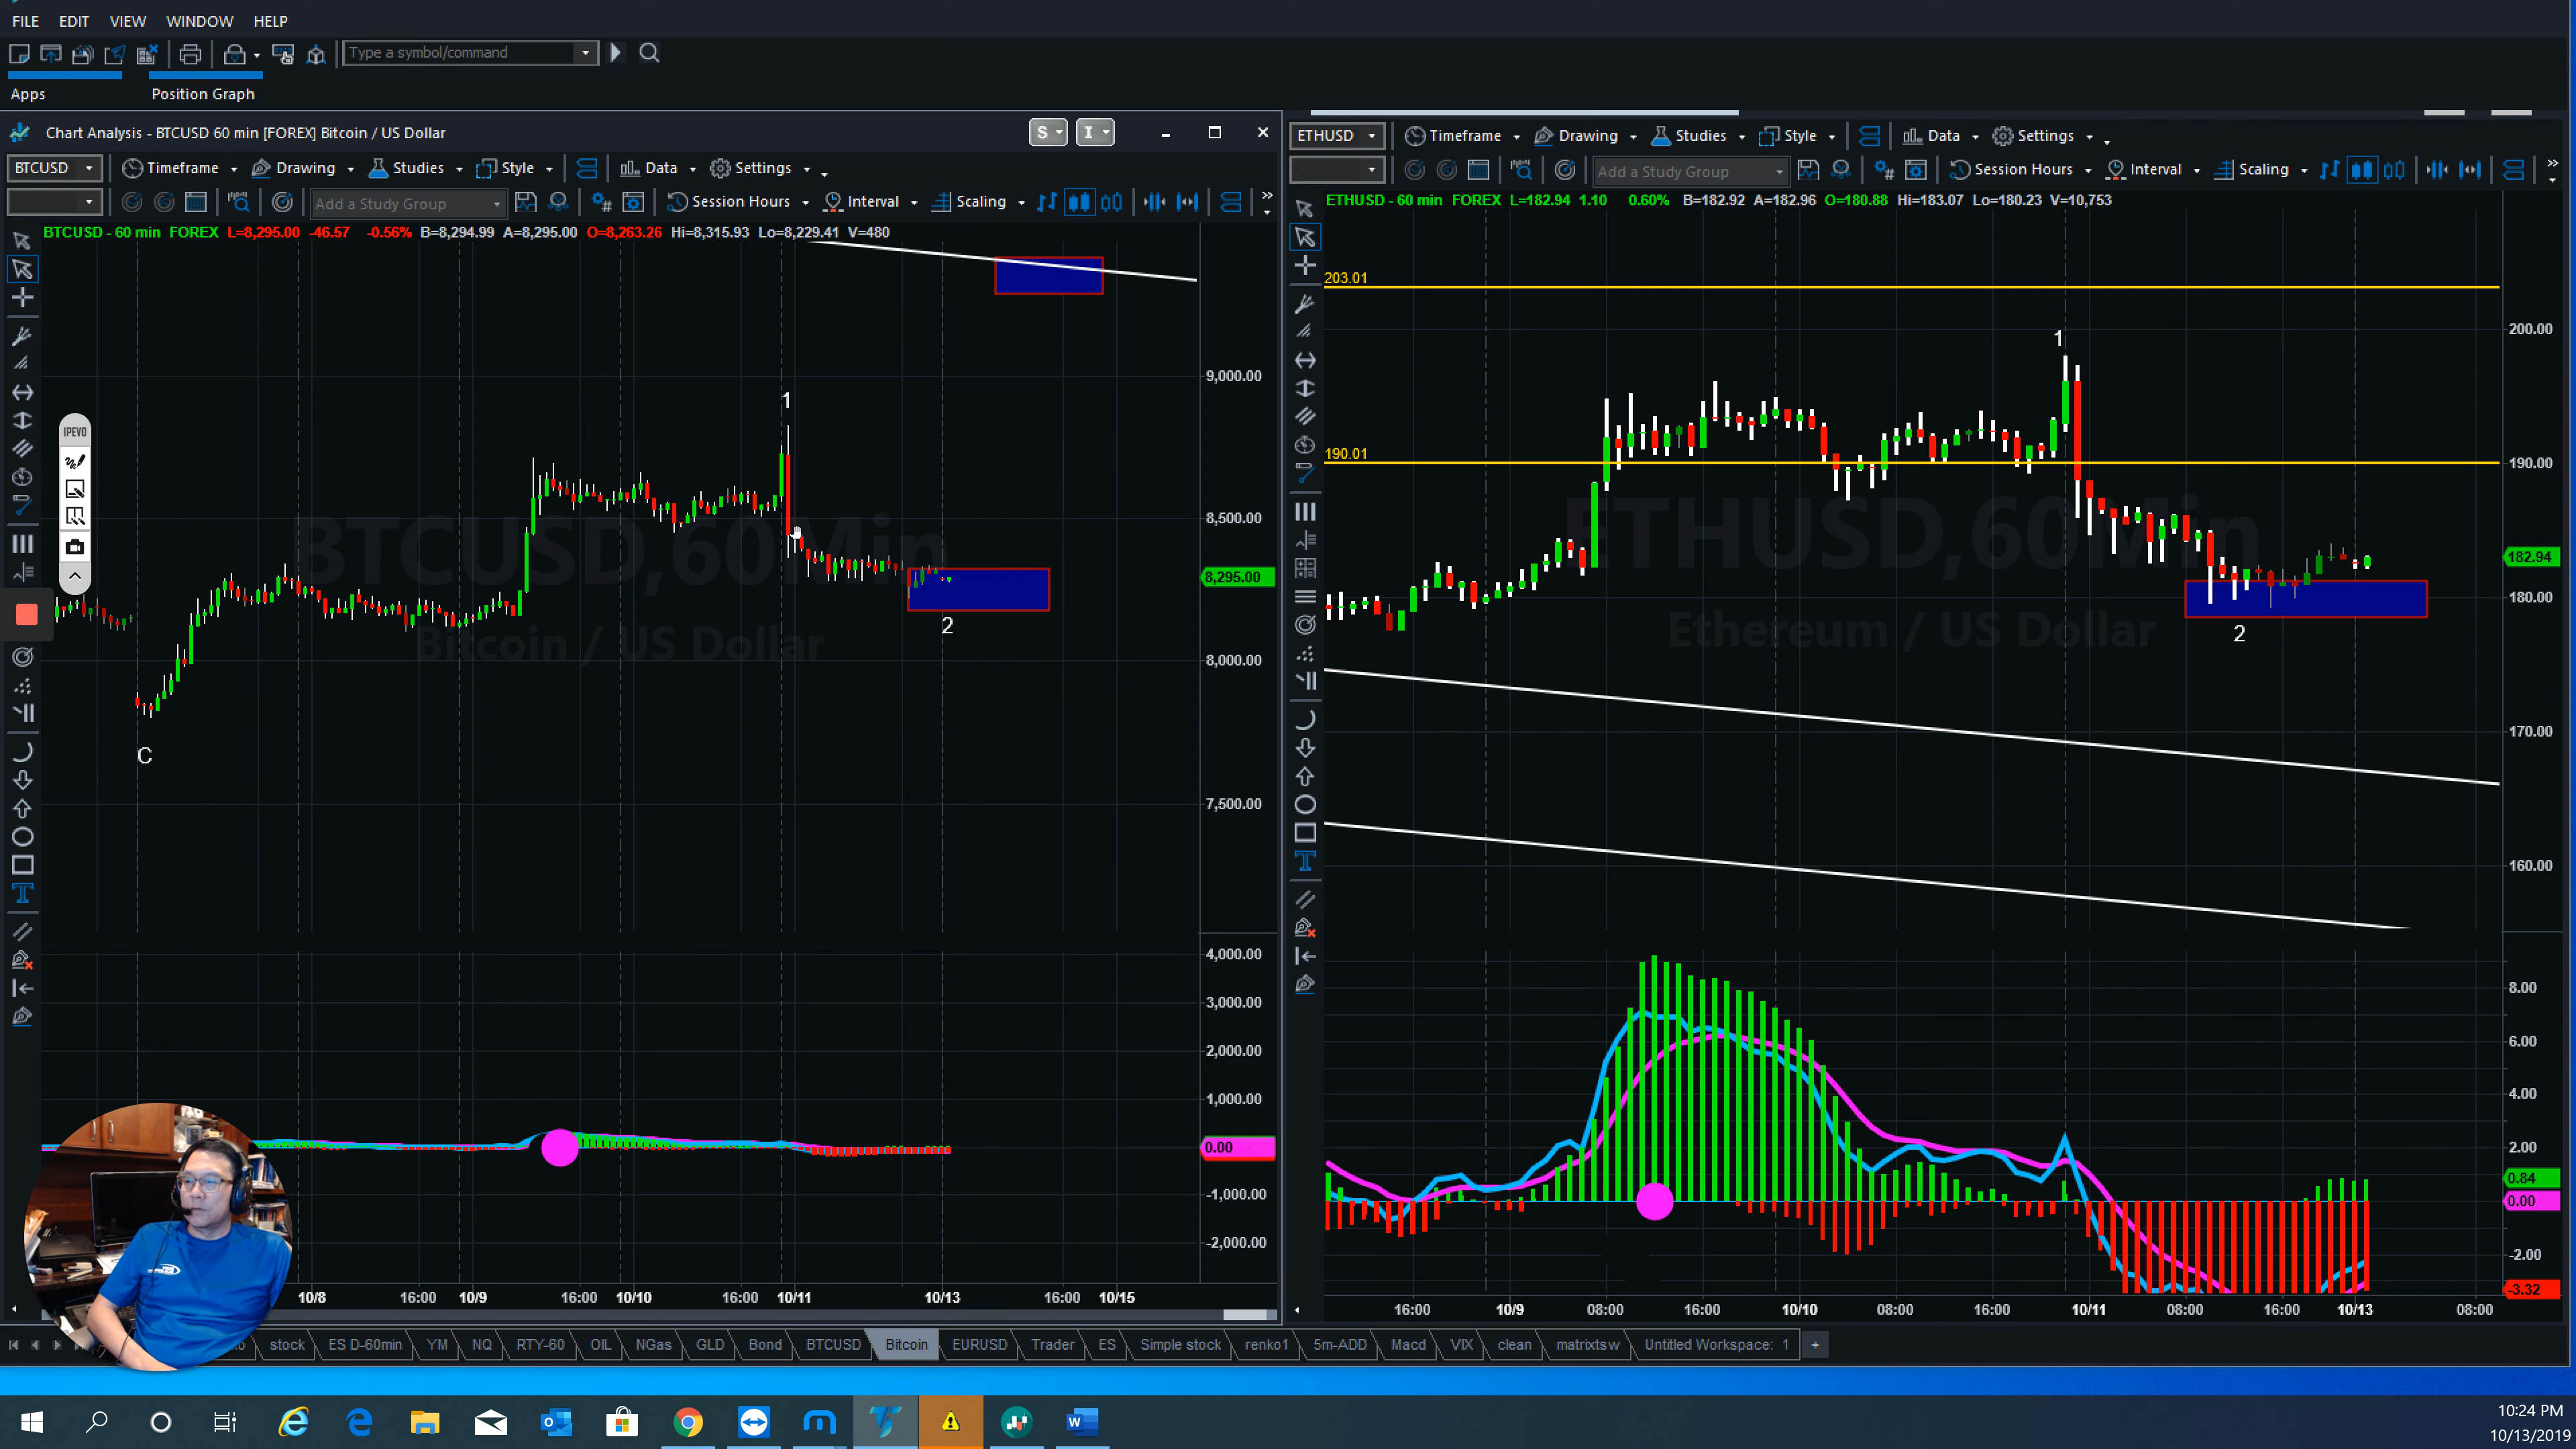 FILE EDIT VIEW WINDOW HELP
Type a symbol/command
Apps Position Graph
Chart Analysis - BTCUSD 60 min [FOREX] Bitcoin / US Dollar
S I
BTCUSD Timeframe Drawing Studies Style Data Settings
Add a Study Group Session Hours Interval Scaling
BTCUSD - 60 min FOREX L=8,295.00 -46.57 -0.56% B=8,294.99 A=8,295.00 O=8,263.26 Hi=8,315.93 Lo=8,229.41 V=480
9,000.00
1
IPEVO
8,500.00
BTCUSD,60Min
8,295.00
2
Bitcoin / US Dollar
8,000.00
C
7,500.00
4,000.00
3,000.00
2,000.00
1,000.00
0.00
-1,000.00
-2,000.00
10/8 16:00 10/9 16:00 10/10 16:00 10/11 10/13 16:00 10/15
ETHUSD Timeframe Drawing Studies Style Data Settings
Add a Study Group Session Hours Interval Scaling
ETHUSD - 60 min FOREX L=182.94 1.10 0.60% B=182.92 A=182.96 O=180.88 Hi=183.07 Lo=180.23 V=10,753
203.01
200.00
1
190.01
190.00
ETHUSD,60Min
182.94
180.00
Ethereum / US Dollar
2
170.00
160.00
8.00
6.00
4.00
2.00
0.84
0.00
-2.00
-3.32
16:00 10/9 08:00 16:00 10/10 08:00 16:00 10/11 08:00 16:00 10/13 08:00
stock ES D-60min YM NQ RTY-60 OIL NGas GLD Bond BTCUSD Bitcoin EURUSD Trader ES Simple stock renko1 5m-ADD Macd VIX clean matrixtsw Untitled Workspace: 1 +
10:24 PM
10/13/2019